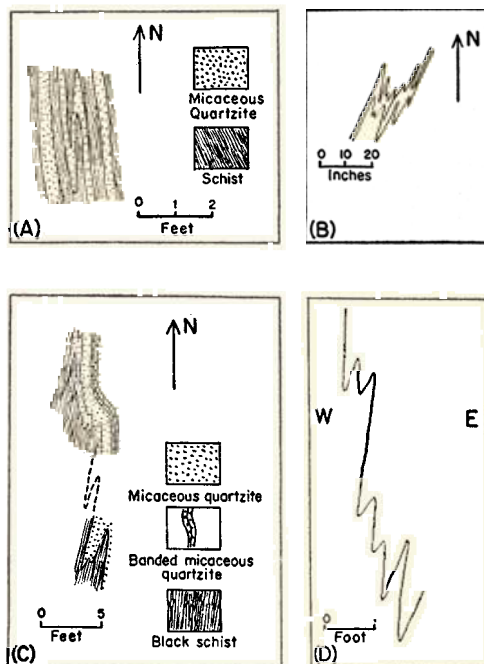 N
Micaceous
Quartzite
Schist
0 1 2
Feet
(A)
N
0 10 20
Inches
(B)
N
Micaceous quartzite
Banded micaceous
quartzite
Black schist
0 5
Feet
(C)
W E
0
Foot
(D)